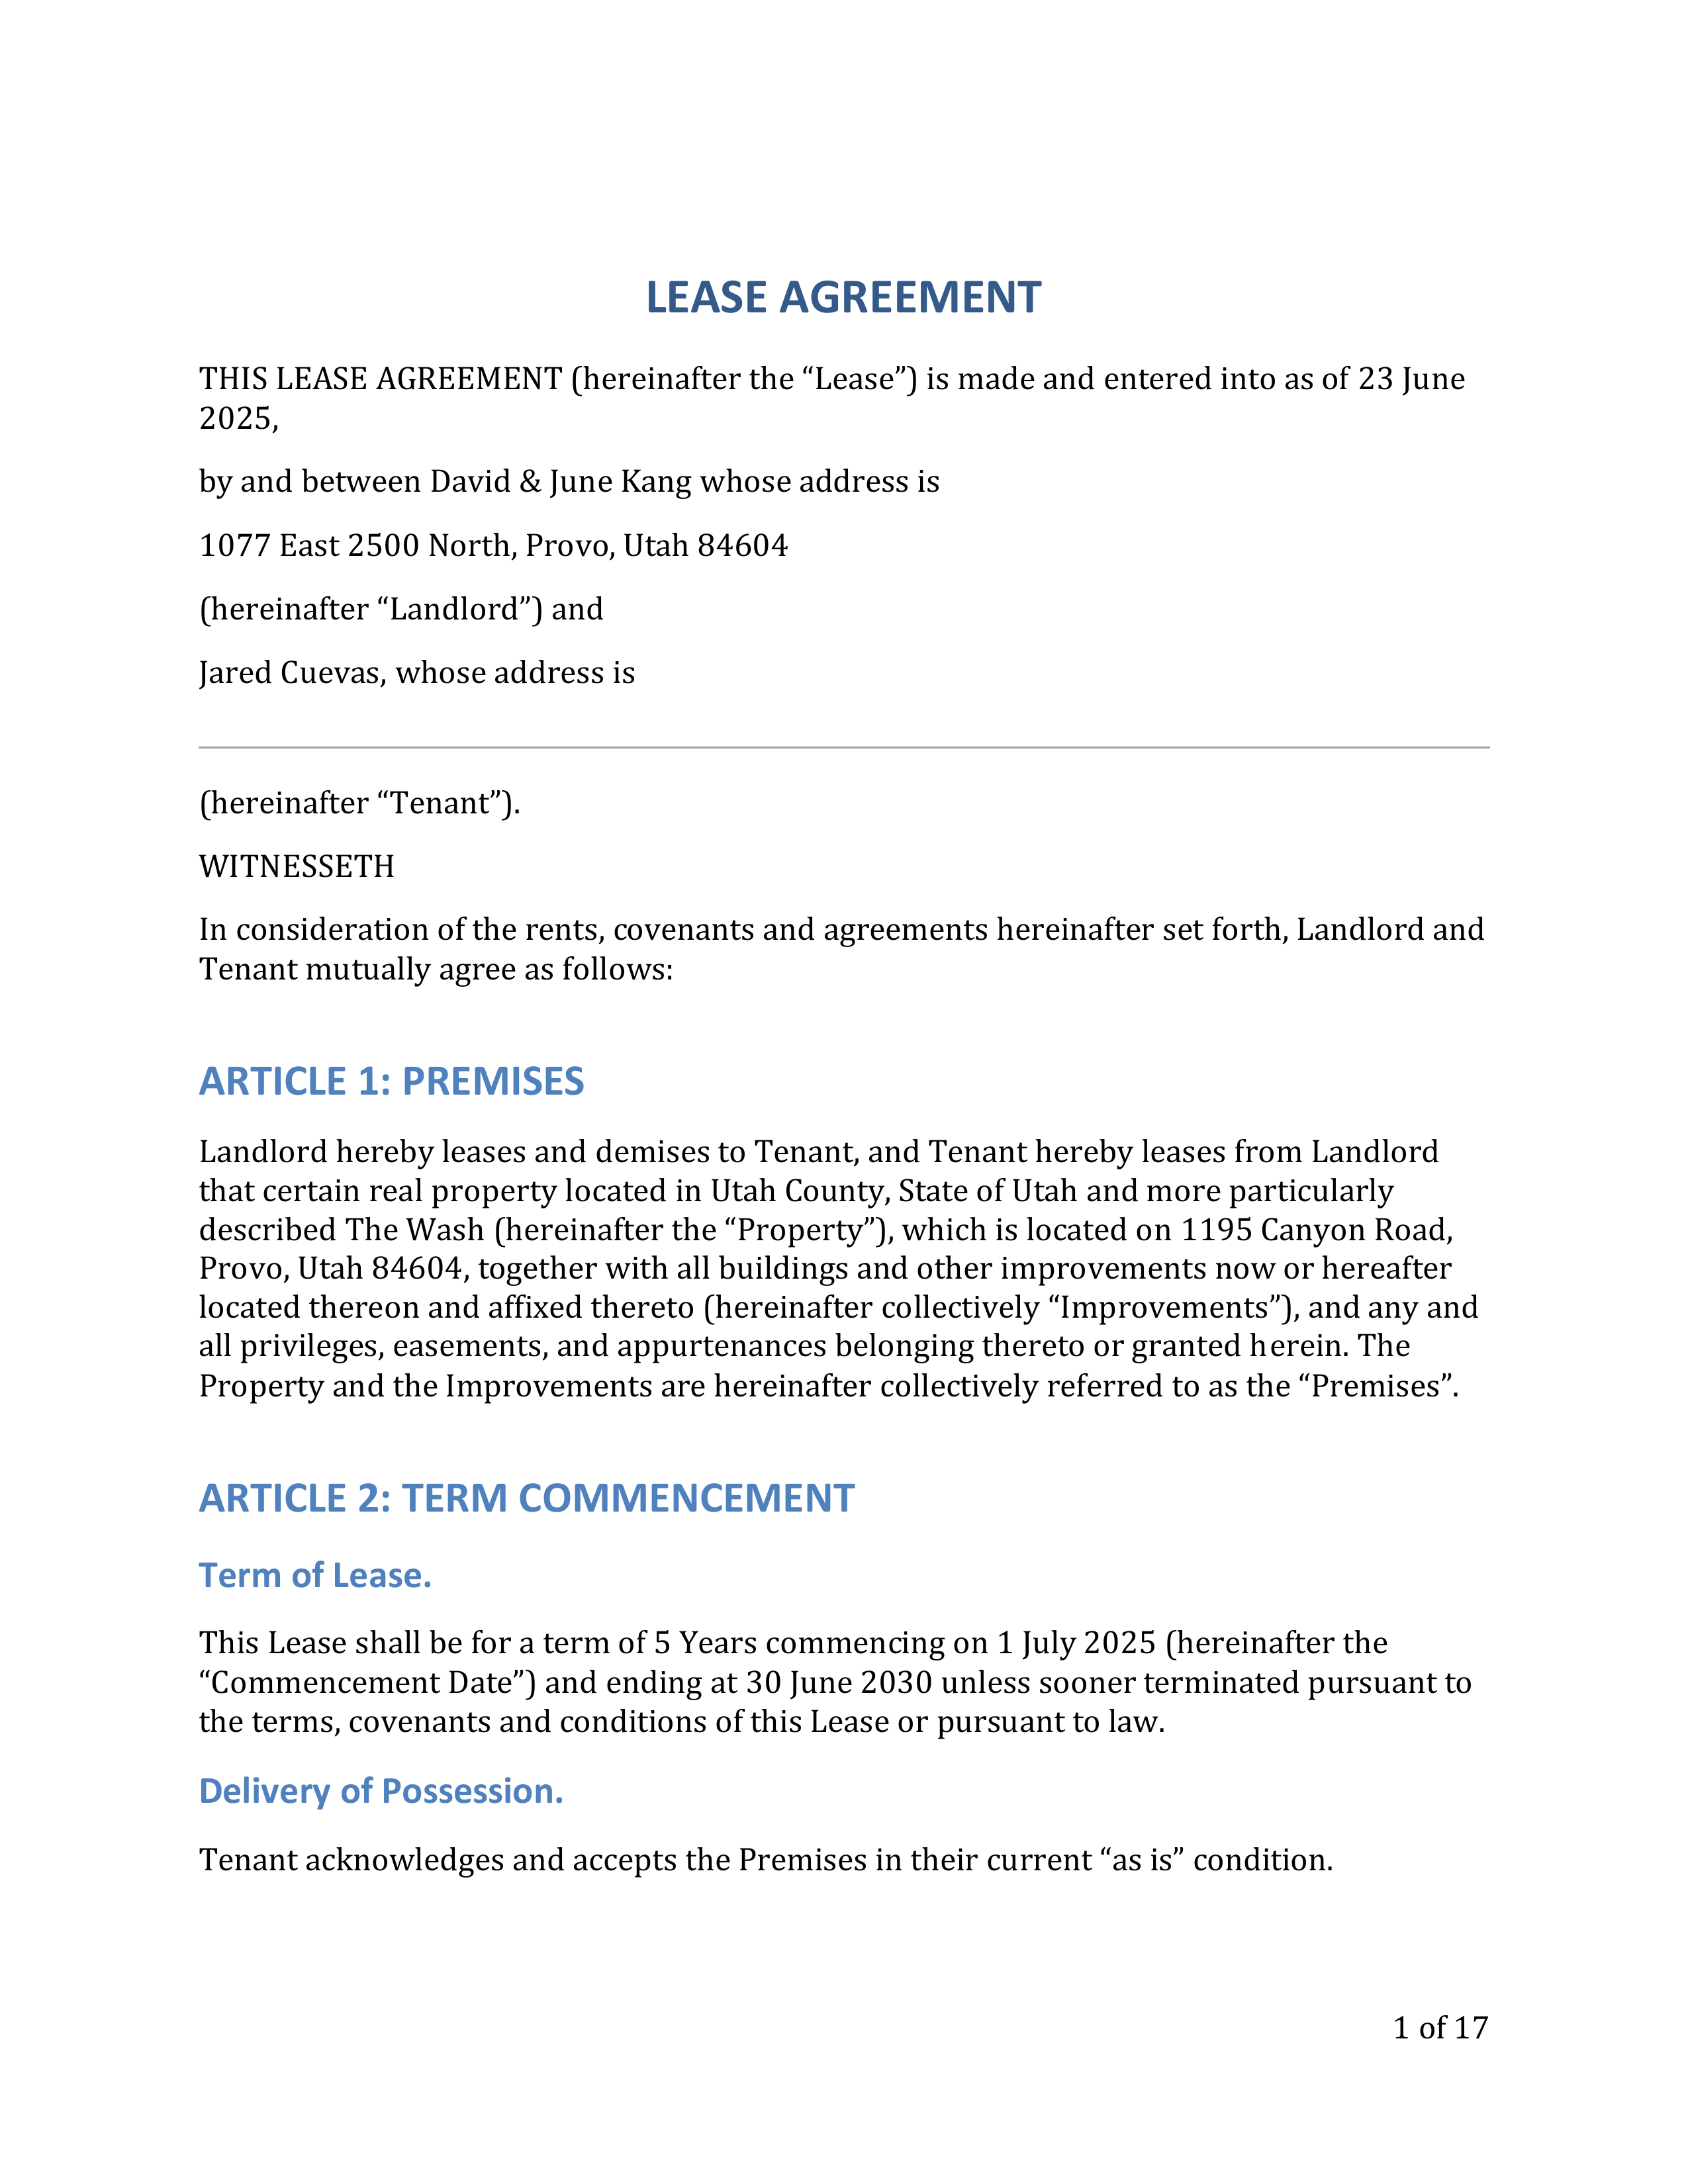 LEASE AGREEMENT
THIS LEASE AGREEMENT (hereinafter the “Lease”) is made and entered into as of 23 June
2025,
by and between David & June Kang whose address is
1077 East 2500 North, Provo, Utah 84604
(hereinafter “Landlord”) and
Jared Cuevas, whose address is
(hereinafter “Tenant”).
WITNESSETH
In consideration of the rents, covenants and agreements hereinafter set forth, Landlord and
Tenant mutually agree as follows:
ARTICLE 1: PREMISES
Landlord hereby leases and demises to Tenant, and Tenant hereby leases from Landlord
that certain real property located in Utah County, State of Utah and more particularly
described The Wash (hereinafter the “Property”), which is located on 1195 Canyon Road,
Provo, Utah 84604, together with all buildings and other improvements now or hereafter
located thereon and affixed thereto (hereinafter collectively “Improvements”), and any and
all privileges, easements, and appurtenances belonging thereto or granted herein. The
Property and the Improvements are hereinafter collectively referred to as the “Premises”.
ARTICLE 2: TERM COMMENCEMENT
Term of Lease.
This Lease shall be for a term of 5 Years commencing on 1 July 2025 (hereinafter the
“Commencement Date”) and ending at 30 June 2030 unless sooner terminated pursuant to
the terms, covenants and conditions of this Lease or pursuant to law.
Delivery of Possession.
Tenant acknowledges and accepts the Premises in their current “as is” condition.
1 of 17